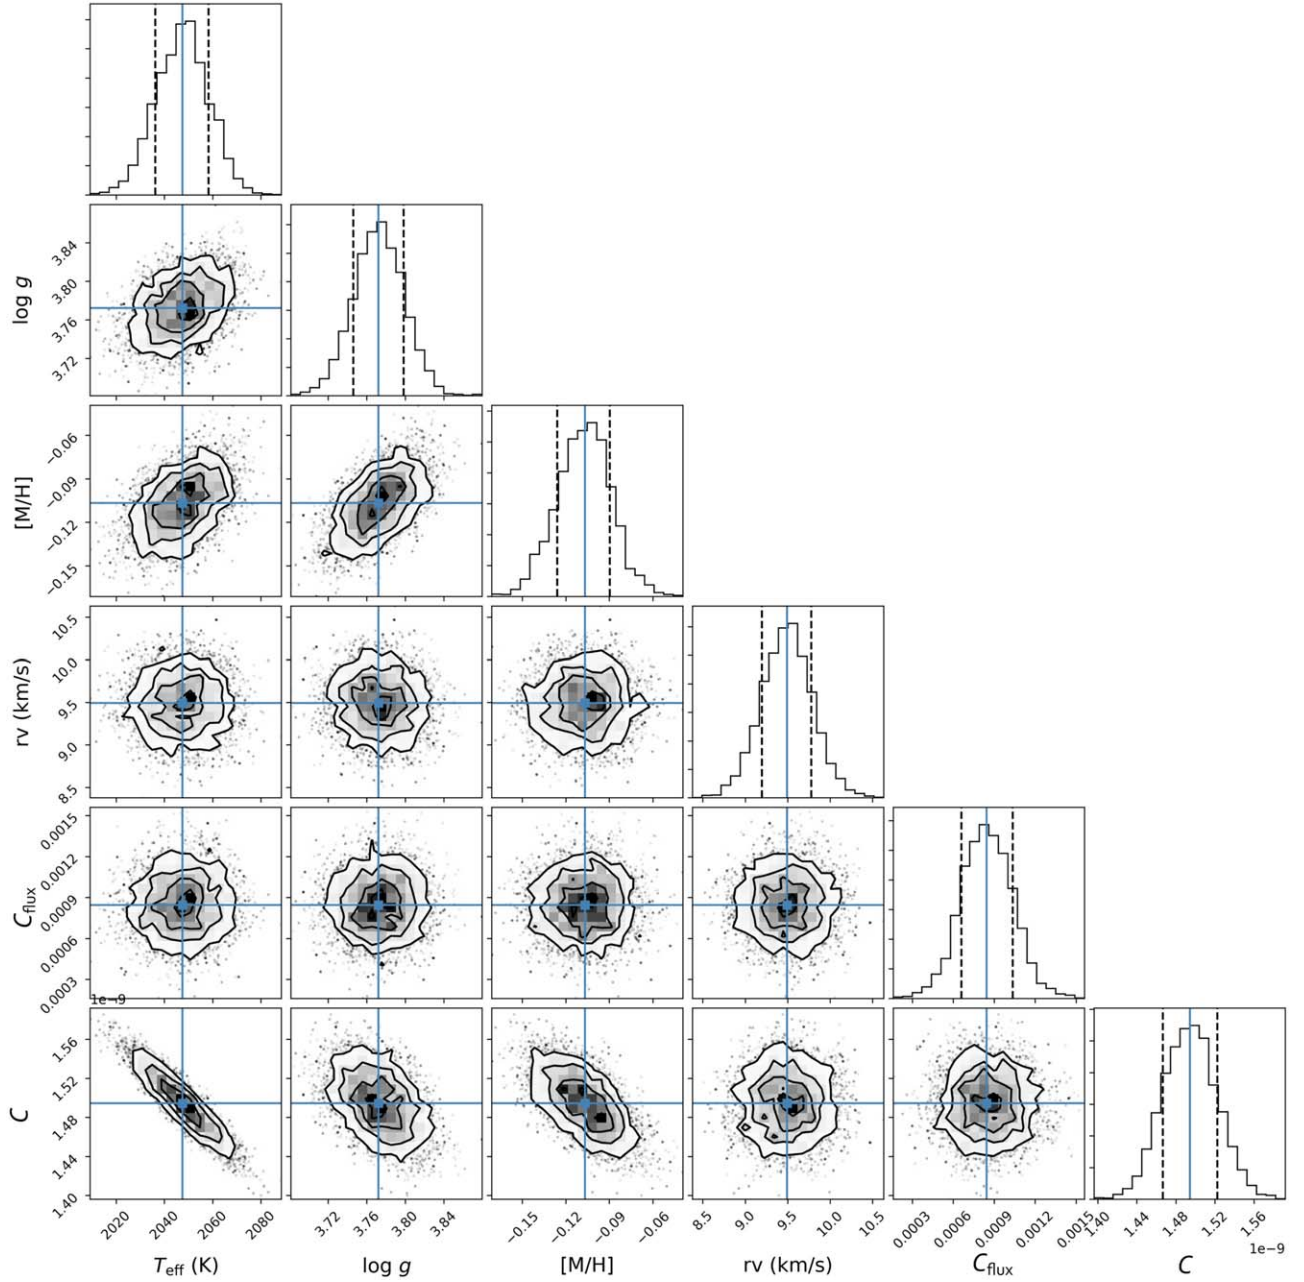 log g
3.84
3.80
3.76
3.72
[M/H]
−0.06
−0.09
−0.12
−0.15
rv (km/s)
10.5
10.0
9.5
9.0
8.5
C_flux
0.0015
0.0012
0.0009
0.0006
0.0003
1e−9
C
1.56
1.52
1.48
1.44
1.40
2020 2040 2060 2080 3.72 3.78 3.84 −0.15 −0.12 −0.09 −0.06 8.5 9.0 9.5 10.0 10.5 0.0003 0.0006 0.0009 0.0012 0.0015 1.40 1.44 1.48 1.52 1.56
1e−9
T_eff (K) log g [M/H] rv (km/s) C_flux C